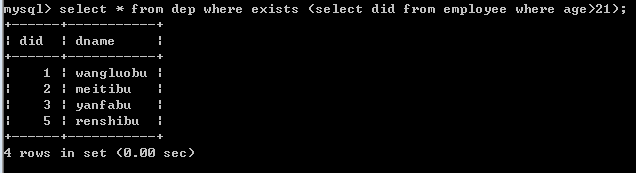 mysql> select * from dep where exists (select did from employee where age>21);
+------+-----------+
| did  | dname     |
+------+-----------+
|    1 | wangluobu |
|    2 | meitibu   |
|    3 | yanfabu   |
|    5 | renshibu  |
+------+-----------+
4 rows in set (0.00 sec)